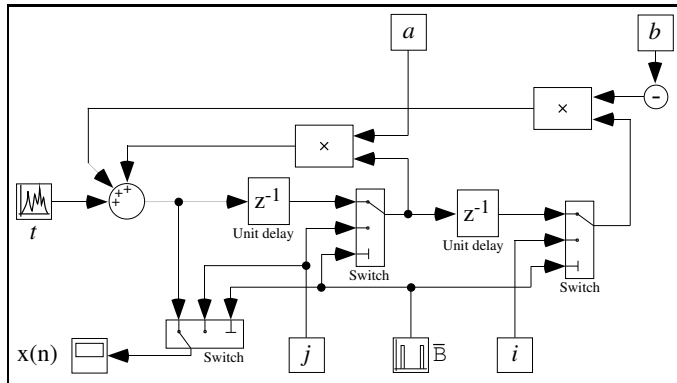 a
b
-
×
×
+
+
+
t
z-1
Unit delay
Switch
z-1
Unit delay
Switch
x(n)
Switch
j
B̅
i